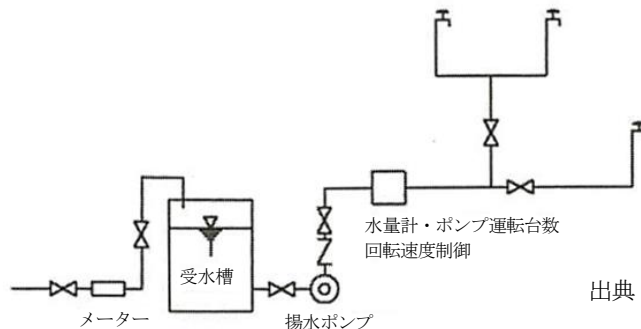 水量計・ポンプ運転台数
回転速度制御
受水槽
出典
メーター
揚水ポンプ